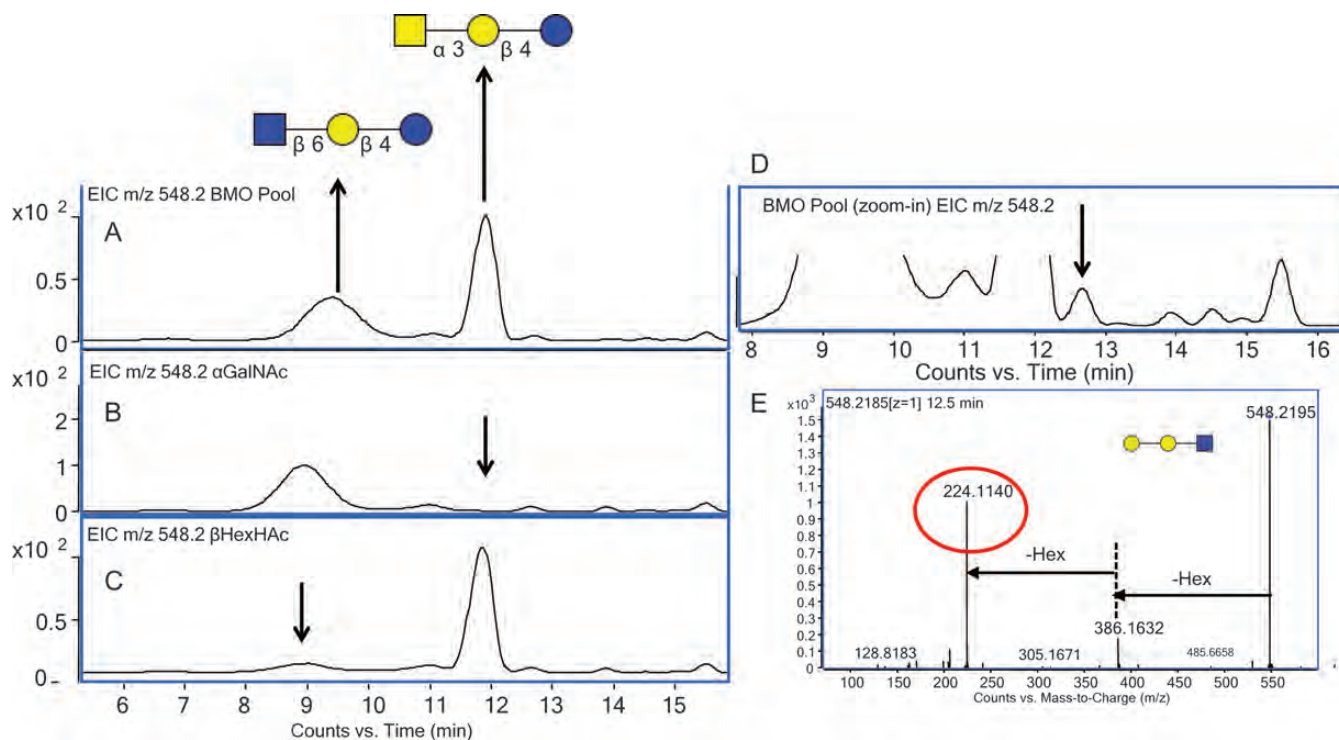 α 3 β 4
β 6 β 4
EIC m/z 548.2 BMO Pool
x10 2
A
0.5
0
EIC m/z 548.2 αGalNAc
x10 2
B
2
1
0
EIC m/z 548.2 βHexHAc
x10 2
C
0.5
0
6 7 8 9 10 11 12 13 14 15
Counts vs. Time (min)
D
BMO Pool (zoom-in) EIC m/z 548.2
8 9 10 11 12 13 14 15 16
Counts vs. Time (min)
E
x10 3 548.2185[z=1] 12.5 min
548.2195
1.5
1.4
1.3
1.2
1.1
1
0.9
0.8
0.7
0.6
0.5
0.4
0.3
0.2
0.1
0
224.1140
-Hex
-Hex
386.1632
128.8183 305.1671 485.6658
100 150 200 250 300 350 400 450 500 550
Counts vs. Mass-to-Charge (m/z)